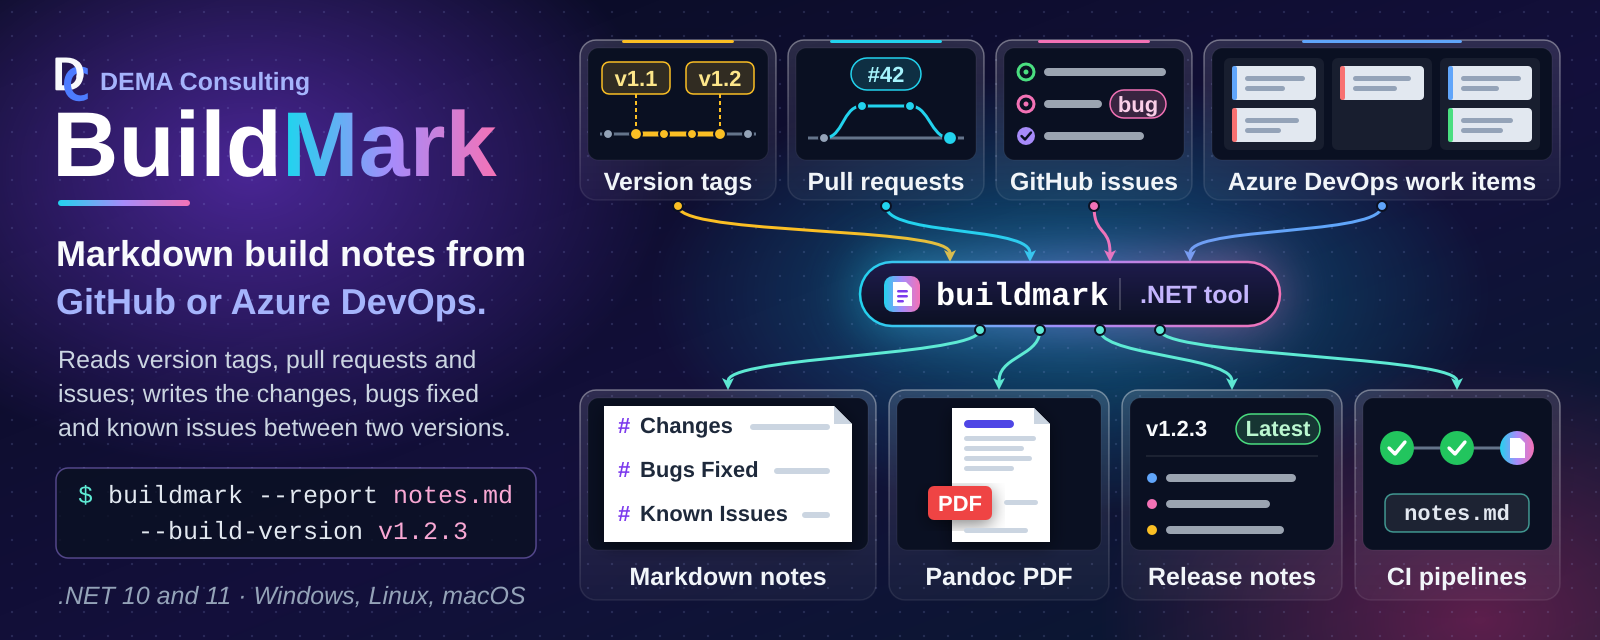 DC DEMA Consulting
BuildMark
Markdown build notes from
GitHub or Azure DevOps.
Reads version tags, pull requests and
issues; writes the changes, bugs fixed
and known issues between two versions.
$ buildmark --report notes.md
--build-version v1.2.3
.NET 10 and 11 · Windows, Linux, macOS
v1.1 v1.2
Version tags
#42
Pull requests
bug
GitHub issues
Azure DevOps work items
buildmark .NET tool
# Changes
# Bugs Fixed
# Known Issues
Markdown notes
PDF
Pandoc PDF
v1.2.3 Latest
Release notes
notes.md
CI pipelines